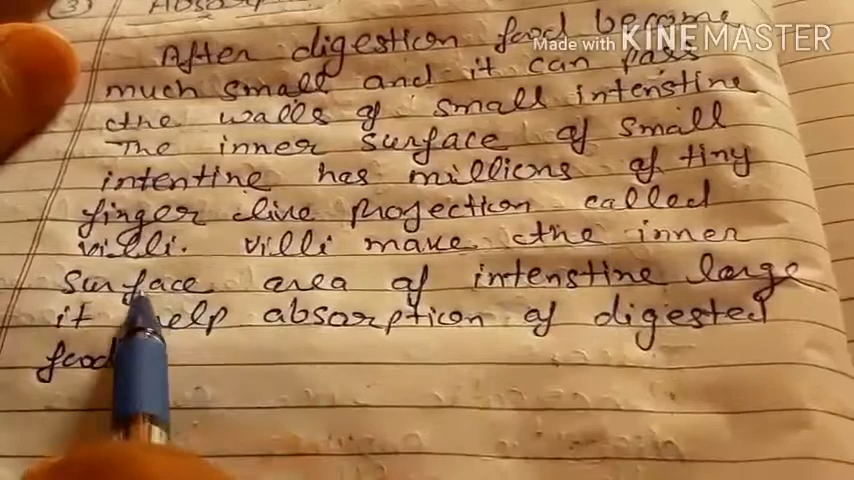 (3) Absorp
After digestion food become
Made with KINEMASTER
much small and it can pass
the walls of small intenstine
The inner surface of small
intentine has millions of tiny
finger like projection called
villi. villi make the inner
surface area of intenstine large
it help absorption of digested
food